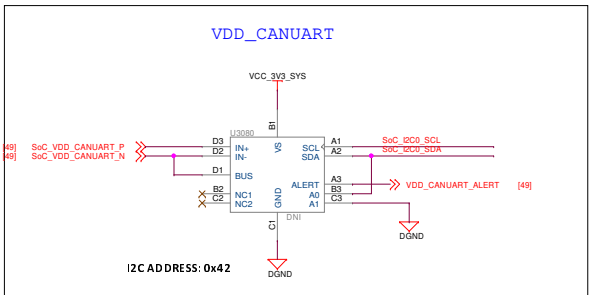 VDD_CANUART
VCC_3V3_SYS
B1
U3080
[49] SoC_VDD_CANUART_P D3 IN+ VS SCL A1 SoC_I2C0_SCL
[49] SoC_VDD_CANUART_N D2 IN- SDA A2 SoC_I2C0_SDA
D1 BUS
ALERT A3 VDD_CANUART_ALERT [49]
B2 NC1 A0 B3
C2 NC2 GND A1 C3
DNI
C1
DGND
I2C ADDRESS: 0x42
DGND